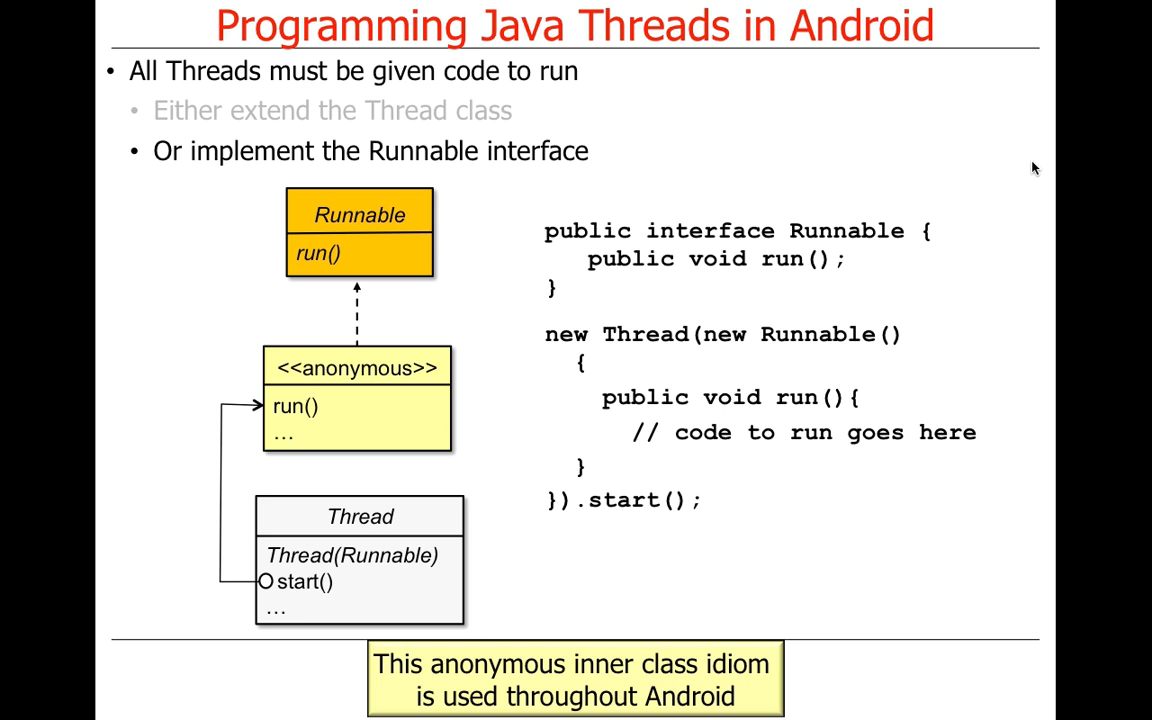 Programming Java Threads in Android
• All Threads must be given code to run
• Either extend the Thread class
• Or implement the Runnable interface
Runnable
run()
<<anonymous>>
run()
...
Thread
Thread(Runnable)
start()
...
public interface Runnable {
public void run();
}
new Thread(new Runnable()
{
public void run(){
// code to run goes here
}
}).start();
This anonymous inner class idiom
is used throughout Android